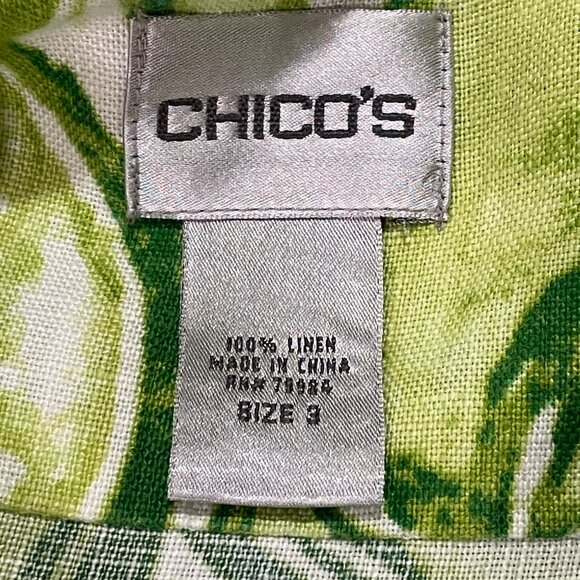 CHICO'S
100% LINEN
MADE IN CHINA
RN# 79984
SIZE 3